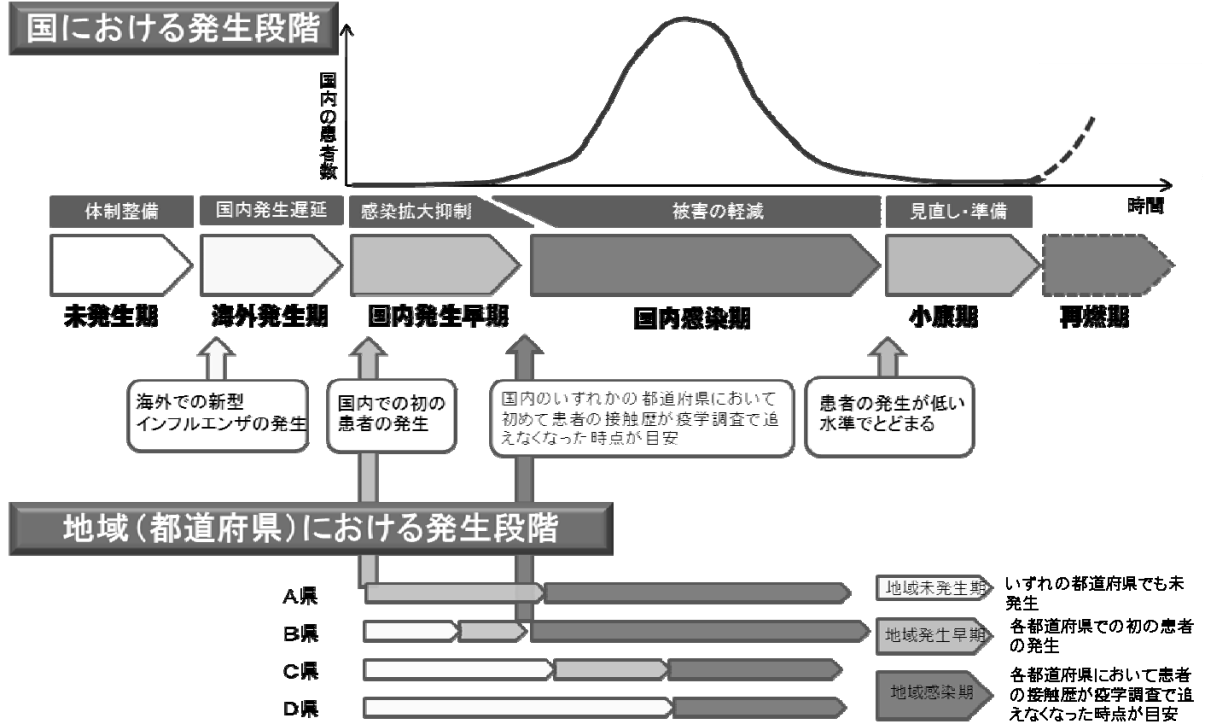 国における発生段階
国内の患者数
時間
体制整備
国内発生遅延
感染拡大抑制
被害の軽減
見直し・準備
未発生期
海外発生期
国内発生早期
国内感染期
小康期
再燃期
海外での新型
インフルエンザの発生
国内での初の
患者の発生
国内のいずれかの都道府県において
初めて患者の接触歴が疫学調査で追
えなくなった時点が目安
患者の発生が低い
水準でとどまる
地域(都道府県)における発生段階
A県
B県
C県
D県
地域未発生期
いずれの都道府県でも未
発生
地域発生早期
各都道府県での初の患者
の発生
地域感染期
各都道府県において患者
の接触歴が疫学調査で追
えなくなった時点が目安